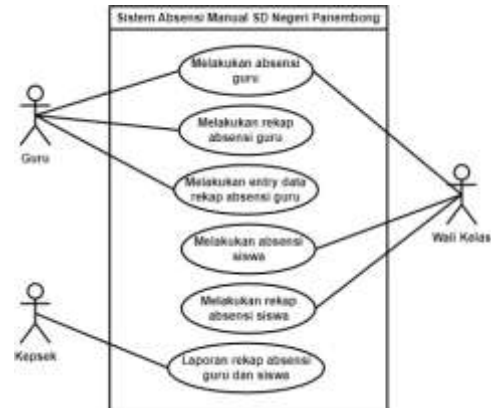 Sistem Absensi Manual SD Negeri Panembong
Melakukan absensi
guru
Melakukan rekap
absensi guru
Guru
Melakukan entry data
rekap absensi guru
Melakukan absensi
siswa
Wali Kelas
Melakukan rekap
absensi siswa
Kepsek
Laporan rekap absensi
guru dan siswa